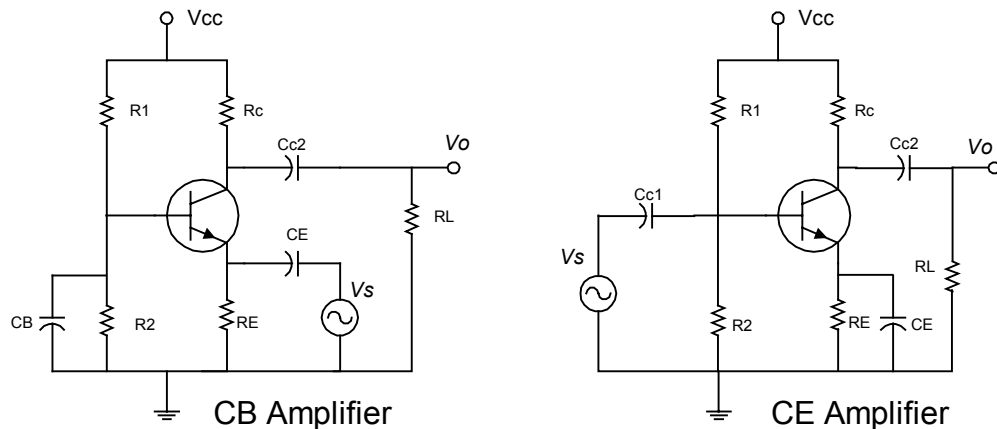 Vcc
R1
Rc
Cc2
Vo
RL
CE
Vs
CB
R2
RE
CB Amplifier
Vcc
R1
Rc
Cc2
Vo
Cc1
Vs
RL
R2
RE
CE
CE Amplifier